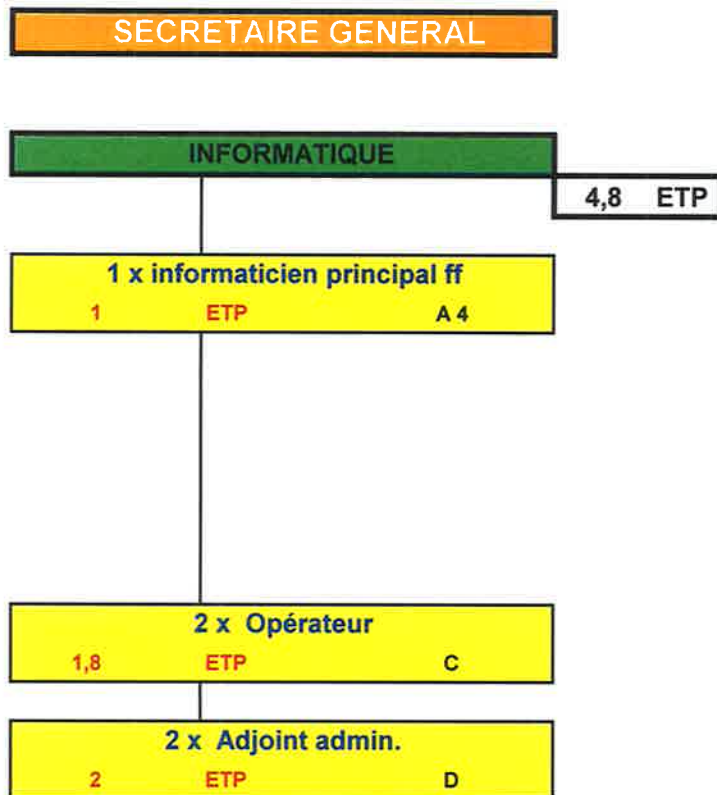 SECRETAIRE GENERAL
INFORMATIQUE
4,8 ETP
1 x informaticien principal ff
1 ETP A 4
2 x Opérateur
1,8 ETP C
2 x Adjoint admin.
2 ETP D